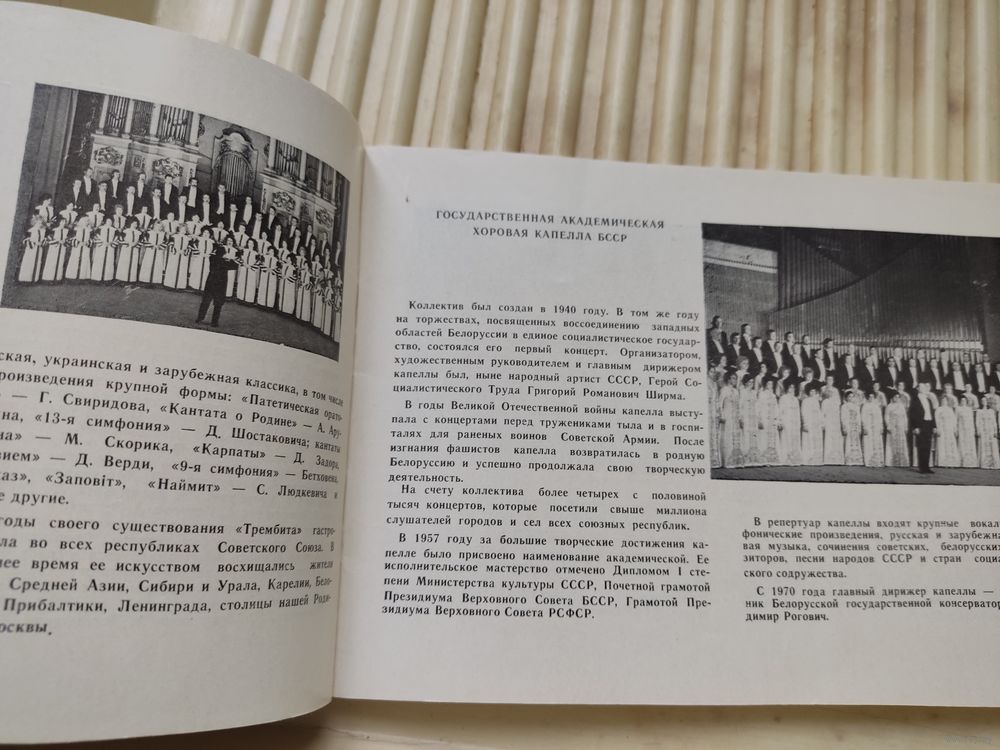 ская, украинская и зарубежная классика, в том числе
роизведения крупной формы: «Патетическая орато-
» — Г. Свиридова, «Кантата о Родине» — А. Ару-
на, «13-я симфония» — Д. Шостаковича; кантаты
на» — М. Скорика, «Карпаты» — Д. Задора,
вием» — Д. Верди, «9-я симфония» — Бетховена,
каз», «Заповіт», «Наймит» — С. Людкевича и
е другие.
годы своего существования «Трембита» гастро-
ла во всех республиках Советского Союза. В
нее время ее искусством восхищались жители
Средней Азии, Сибири и Урала, Карелии, Бело-
Прибалтики, Ленинграда, столицы нашей Роди-
осквы.
ГОСУДАРСТВЕННАЯ АКАДЕМИЧЕСКАЯ
ХОРОВАЯ КАПЕЛЛА БССР
Коллектив был создан в 1940 году. В том же году
на торжествах, посвященных воссоединению западных
областей Белоруссии в единое социалистическое государ-
ство, состоялся его первый концерт. Организатором,
художественным руководителем и главным дирижером
капеллы был, ныне народный артист СССР, Герой Со-
циалистического Труда Григорий Романович Ширма.
В годы Великой Отечественной войны капелла высту-
пала с концертами перед тружениками тыла и в госпи-
талях для раненых воинов Советской Армии. После
изгнания фашистов капелла возвратилась в родную
Белоруссию и успешно продолжала свою творческую
деятельность.
На счету коллектива более четырех с половиной
тысяч концертов, которые посетили свыше миллиона
слушателей городов и сел всех союзных республик.
В 1957 году за большие творческие достижения ка-
пелле было присвоено наименование академической. Ее
исполнительское мастерство отмечено Дипломом I сте-
пени Министерства культуры СССР, Почетной грамотой
Президиума Верховного Совета БССР, Грамотой Пре-
зидиума Верховного Совета РСФСР.
В репертуар капеллы входят крупные вокал
фонические произведения, русская и зарубежна
вая музыка, сочинения советских, белорусских
зиторов, песни народов СССР и стран социа
ского содружества.
С 1970 года главный дирижер капеллы —
ник Белорусской государственной консерватор
димир Рогович.